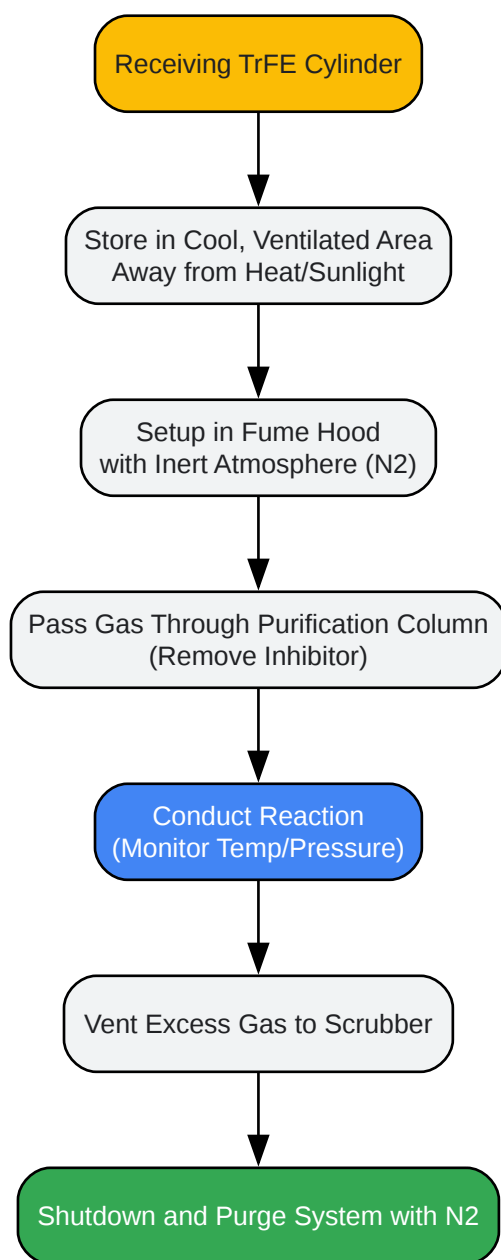 Receiving TrFE Cylinder
Store in Cool, Ventilated Area
Away from Heat/Sunlight
Setup in Fume Hood
with Inert Atmosphere (N2)
Pass Gas Through Purification Column
(Remove Inhibitor)
Conduct Reaction
(Monitor Temp/Pressure)
Vent Excess Gas to Scrubber
Shutdown and Purge System with N2